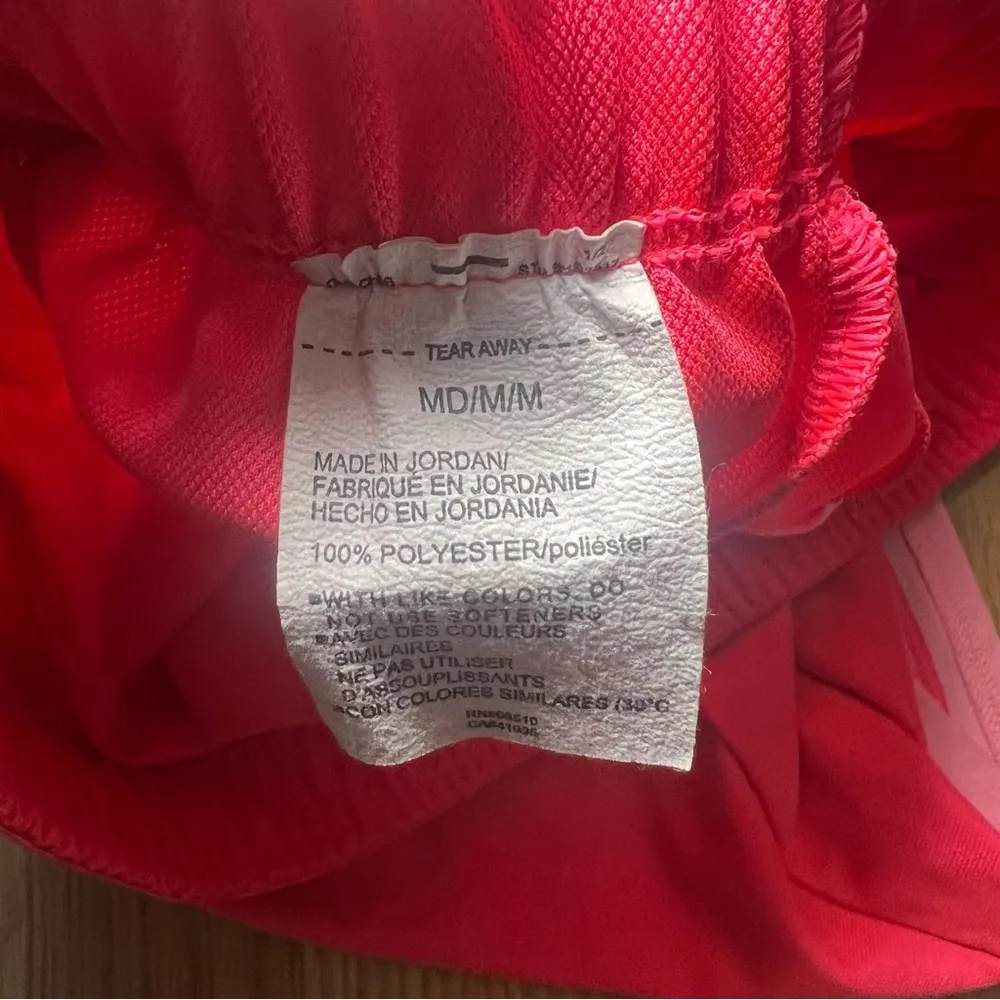 TEAR AWAY
MD/M/M
MADE IN JORDAN/
FABRIQUÉ EN JORDANIE/
HECHO EN JORDANIA
100% POLYESTER/poliéster
WITH LIKE COLORS. DO
NOT USE SOFTENERS
AVEC DES COULEURS
SIMILAIRES
NE PAS UTILISER
D'ASSOUPLISSANTS
CON COLORES SIMILARES (30°C